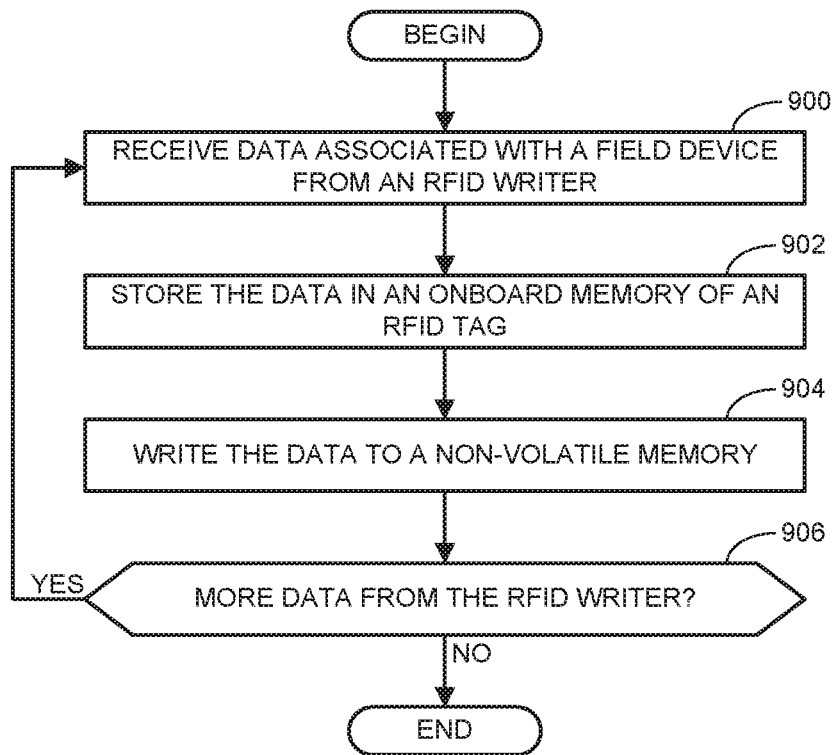 BEGIN
900
RECEIVE DATA ASSOCIATED WITH A FIELD DEVICE
FROM AN RFID WRITER
902
STORE THE DATA IN AN ONBOARD MEMORY OF AN
RFID TAG
904
WRITE THE DATA TO A NON-VOLATILE MEMORY
906
YES
MORE DATA FROM THE RFID WRITER?
NO
END